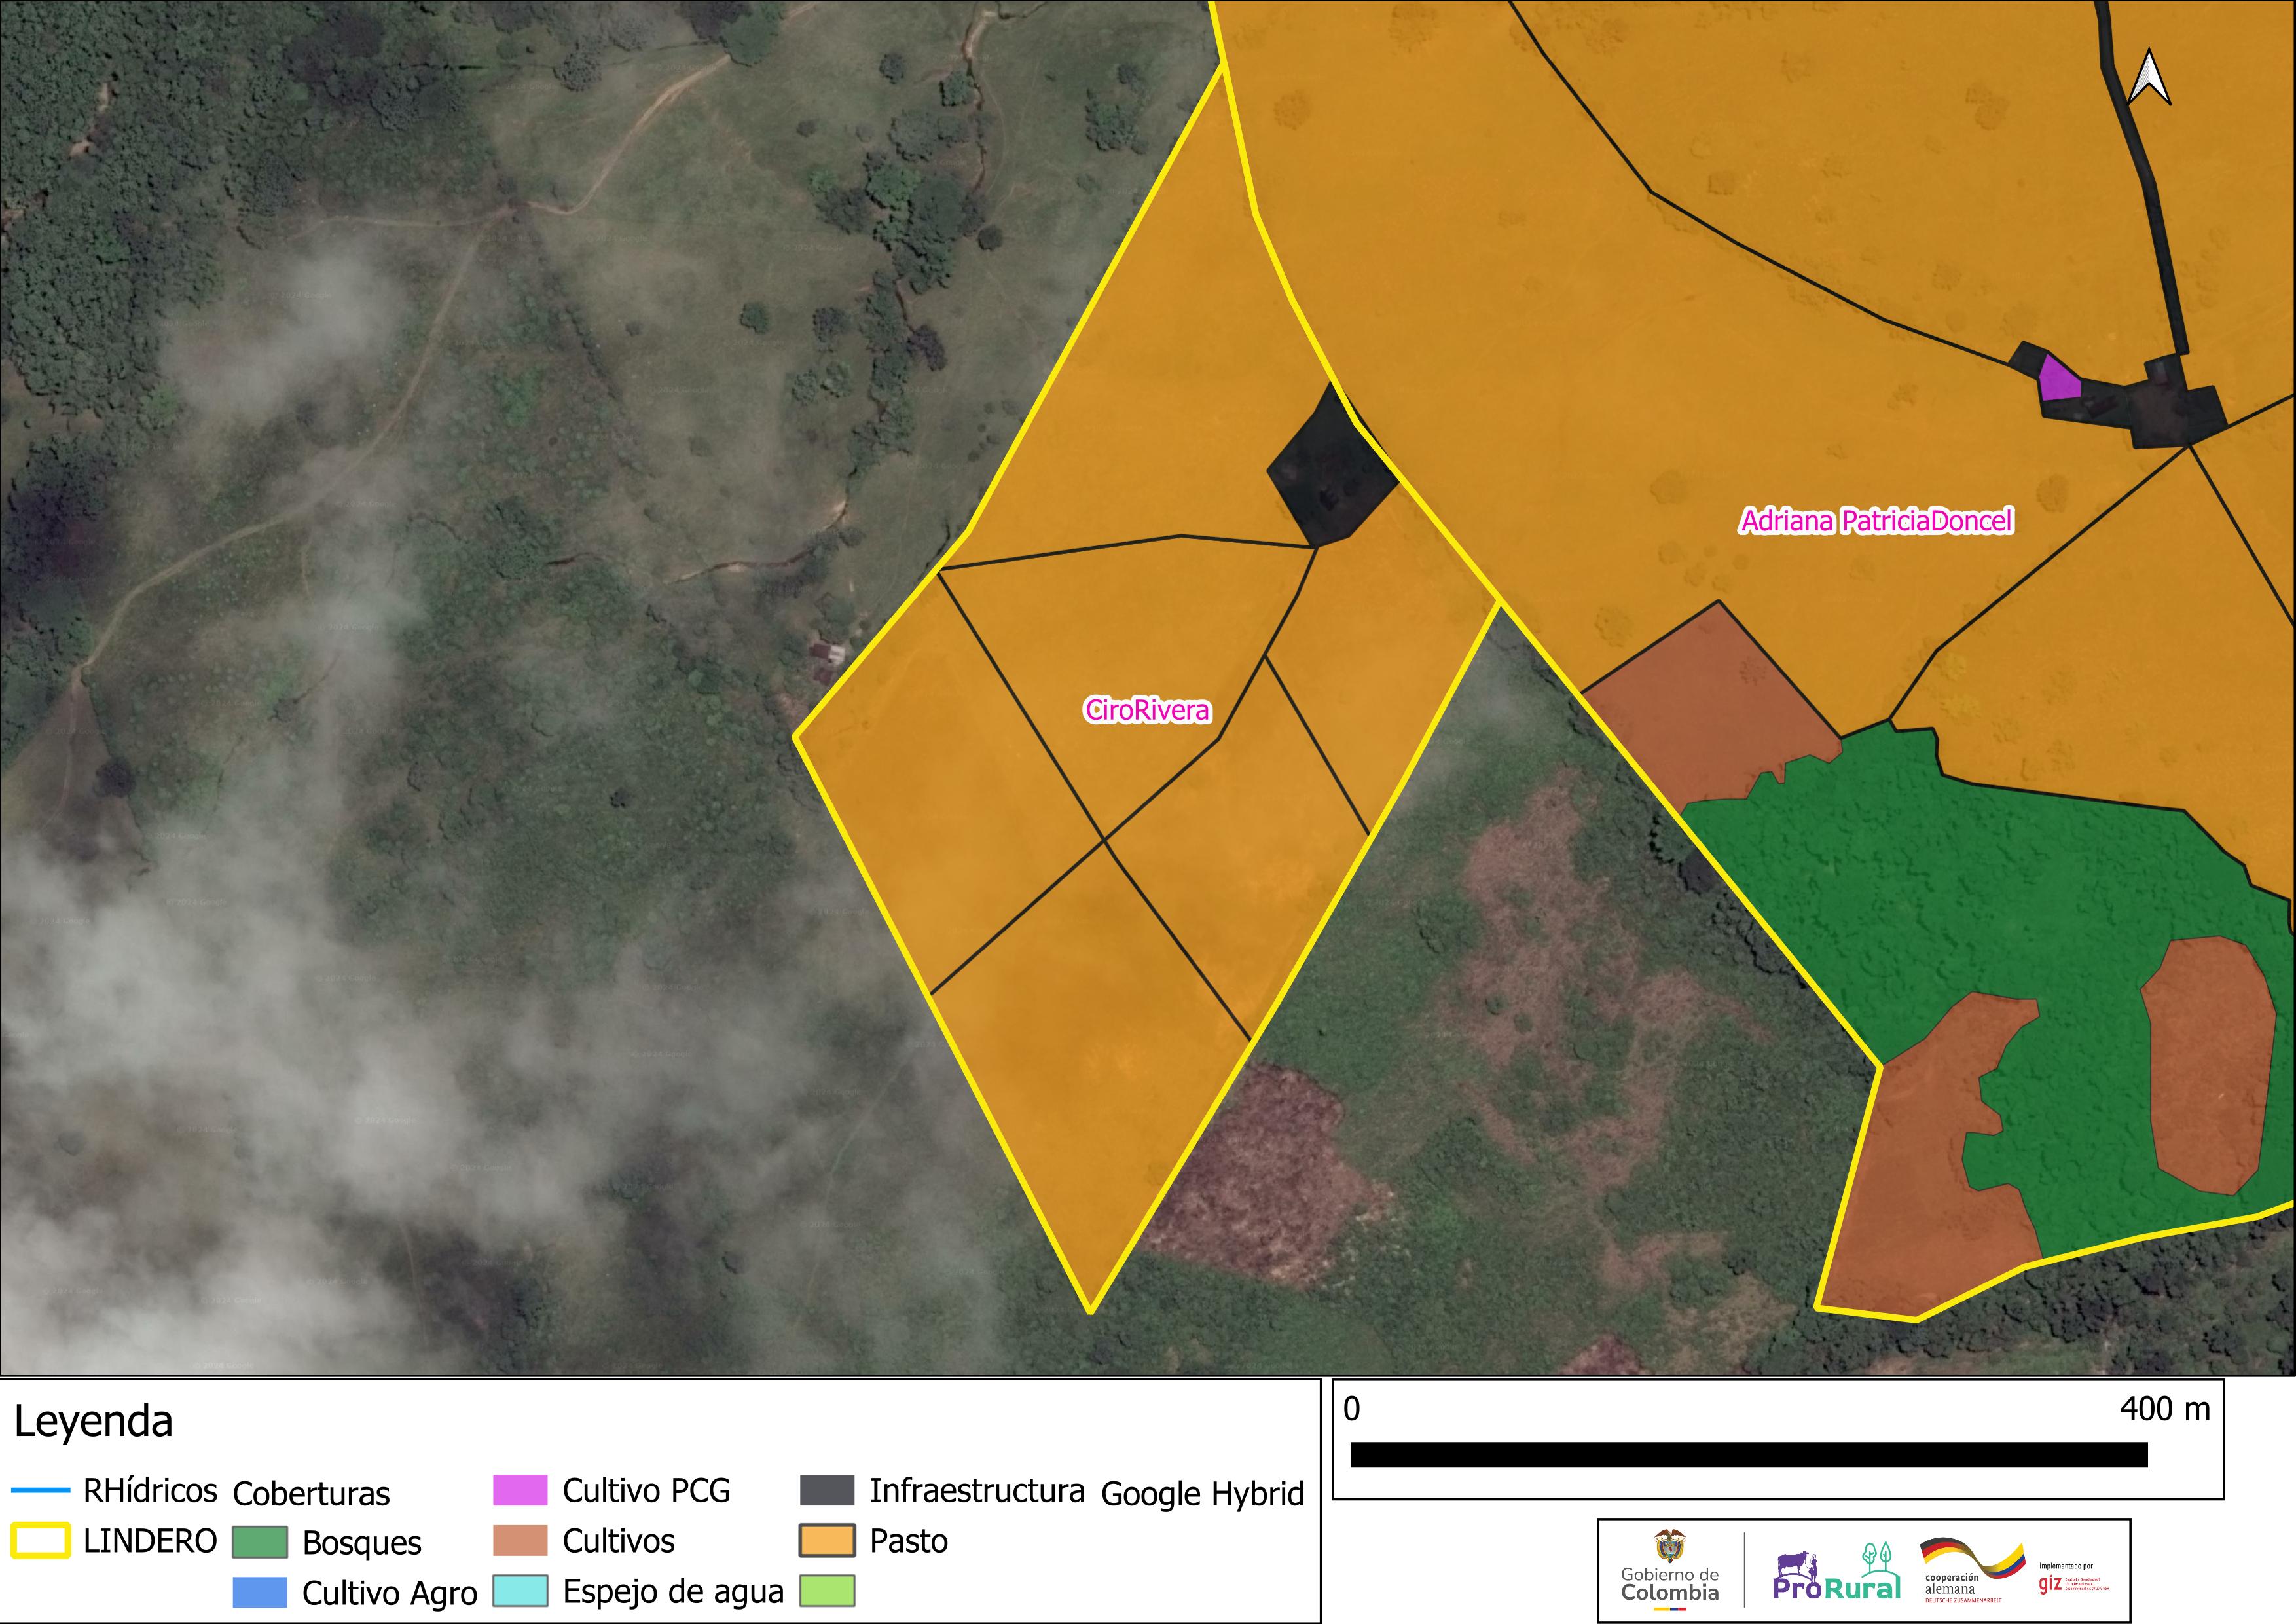 Adriana PatriciaDoncel
CiroRivera
Leyenda
RHídricos
LINDERO
Coberturas
Bosques
Cultivo Agro
Cultivo PCG
Cultivos
Espejo de agua
Infraestructura
Pasto
Google Hybrid
0 400 m
Gobierno de
Colombia
ProRural
cooperación
alemana
DEUTSCHE ZUSAMMENARBEIT
Implementado por
giz